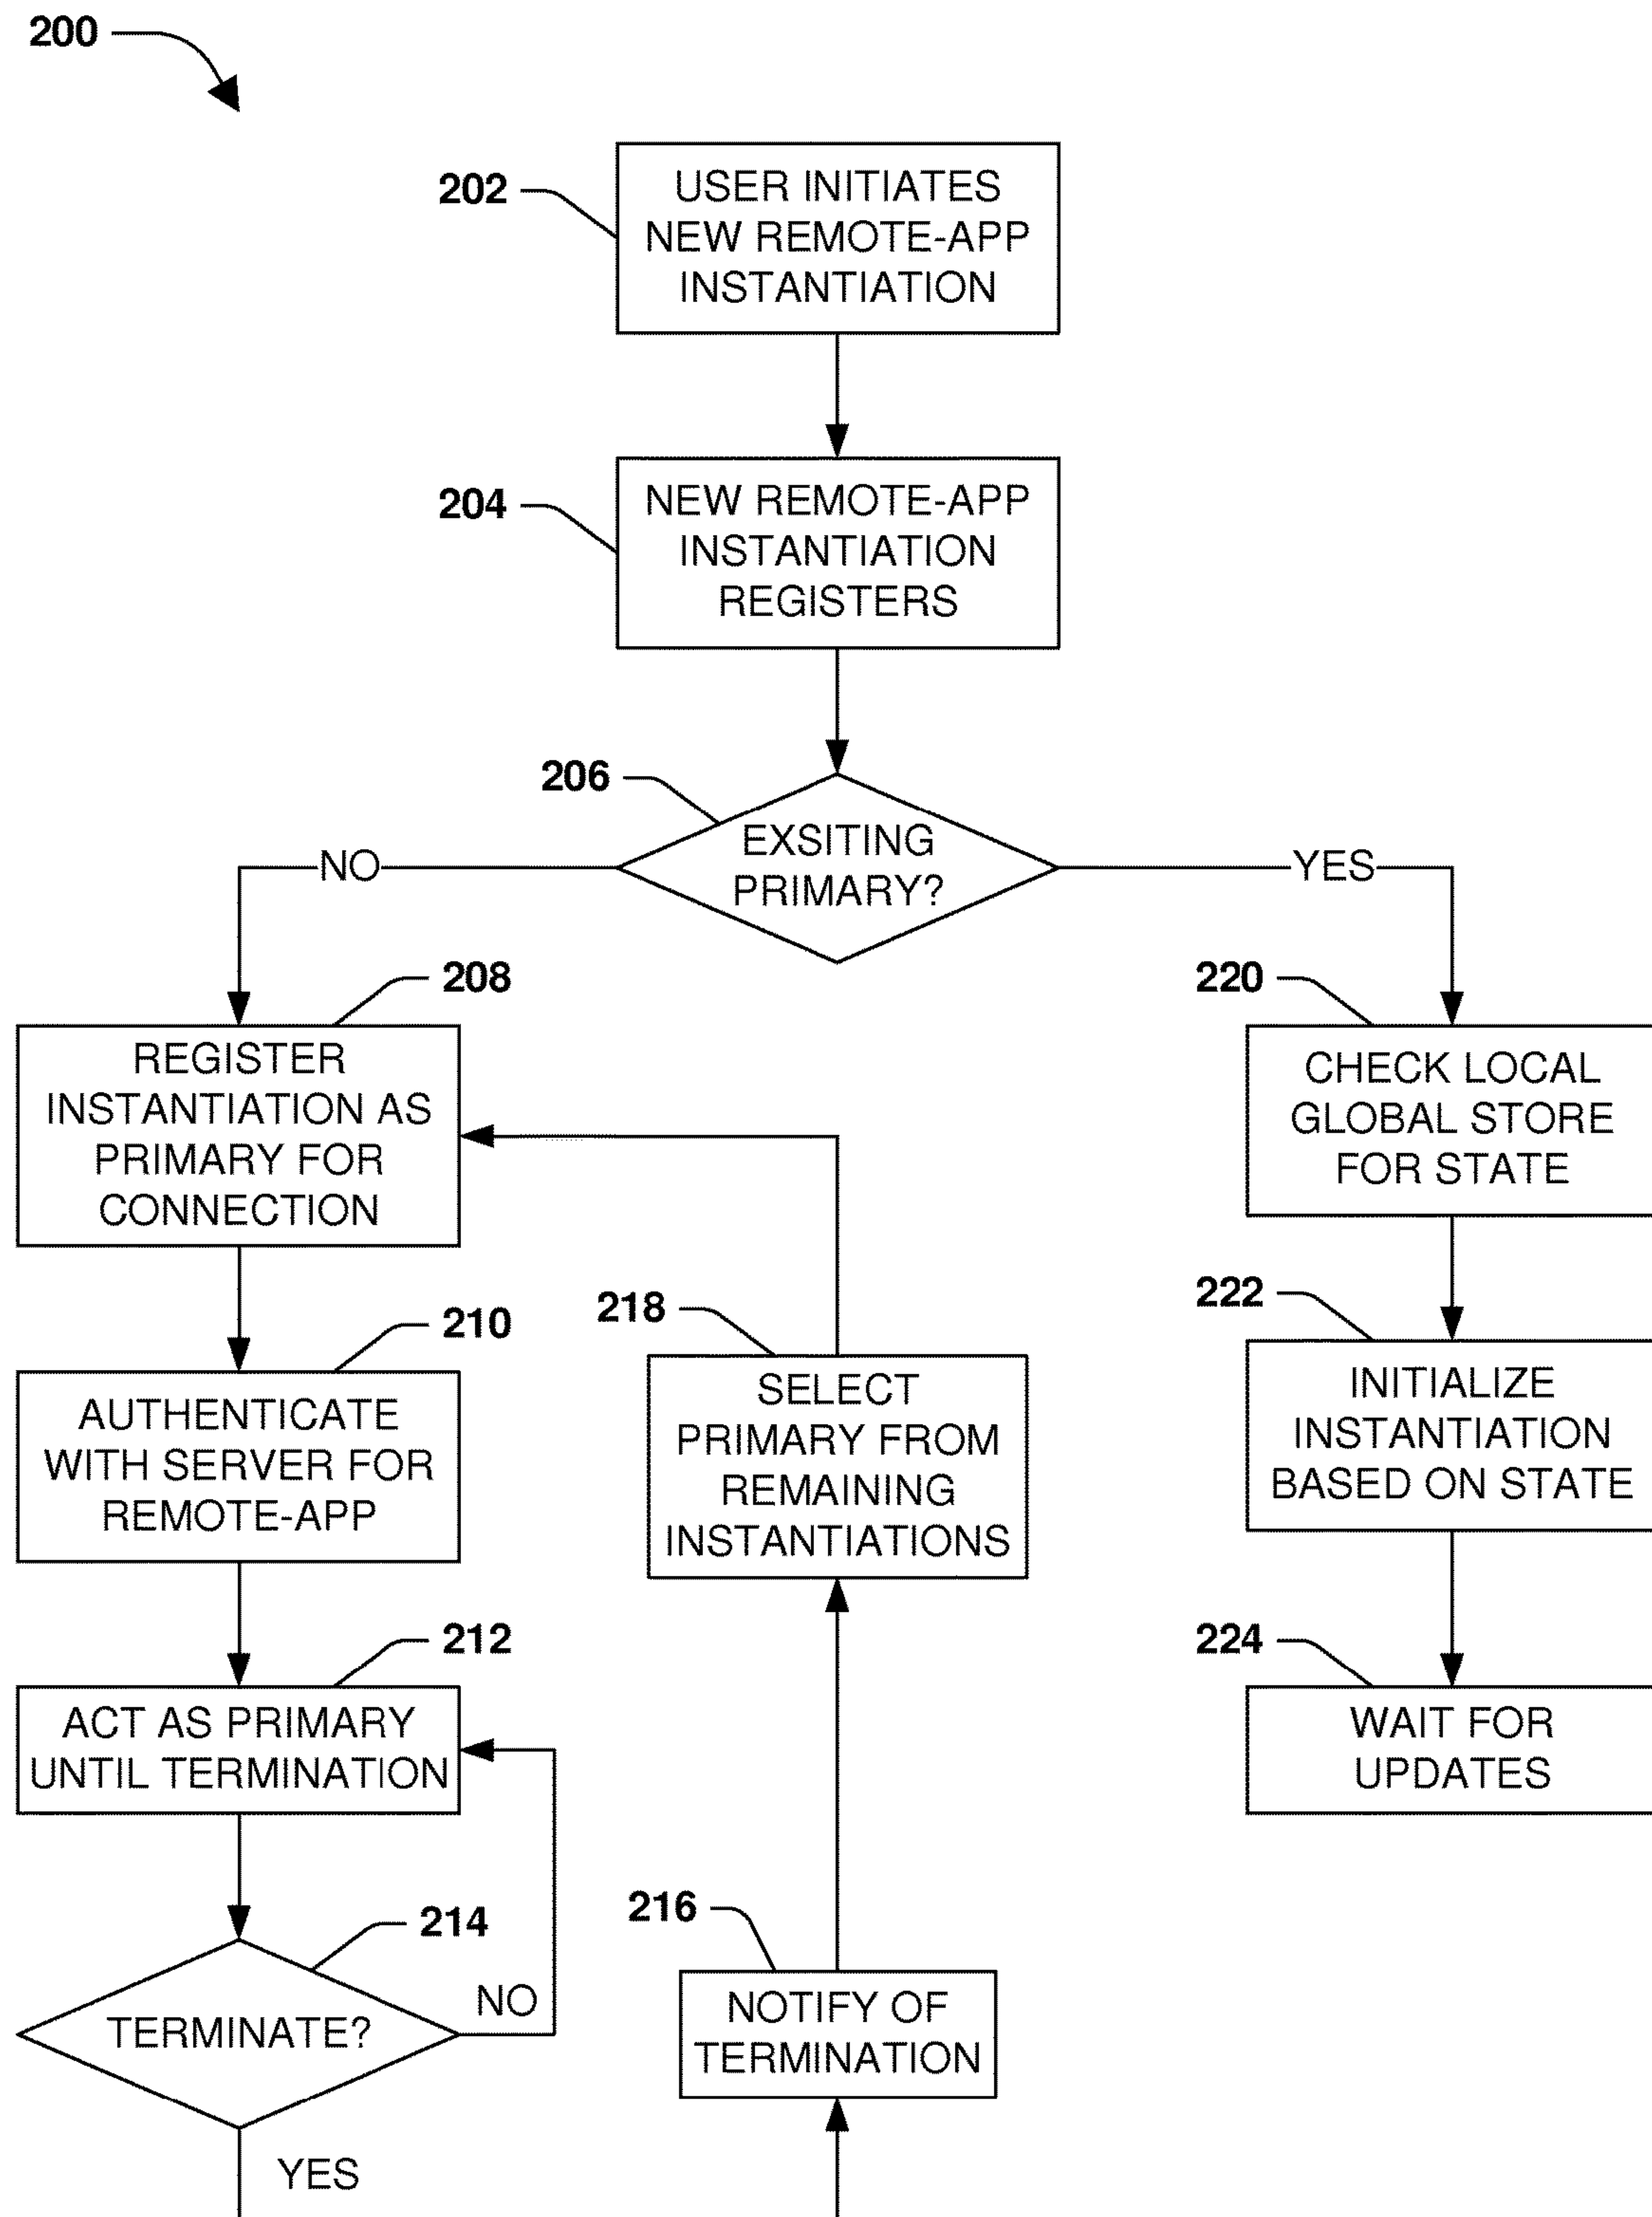 200
202
USER INITIATES
NEW REMOTE-APP
INSTANTIATION
204
NEW REMOTE-APP
INSTANTIATION
REGISTERS
206
EXSITING
PRIMARY?
NO
YES
208
REGISTER
INSTANTIATION AS
PRIMARY FOR
CONNECTION
220
CHECK LOCAL
GLOBAL STORE
FOR STATE
210
AUTHENTICATE
WITH SERVER FOR
REMOTE-APP
218
SELECT
PRIMARY FROM
REMAINING
INSTANTIATIONS
222
INITIALIZE
INSTANTIATION
BASED ON STATE
212
ACT AS PRIMARY
UNTIL TERMINATION
224
WAIT FOR
UPDATES
214
TERMINATE?
NO
YES
216
NOTIFY OF
TERMINATION